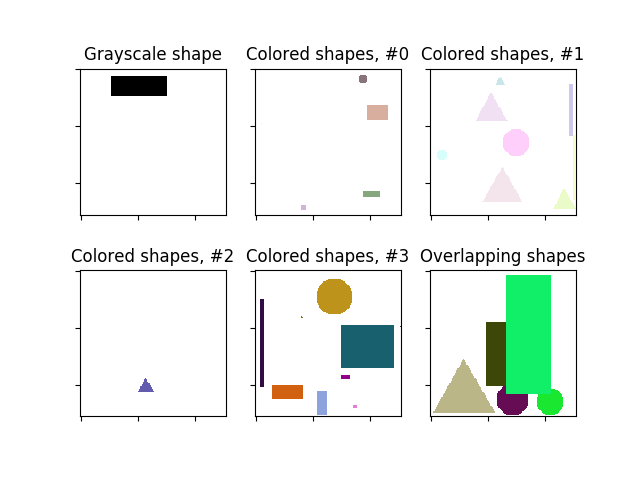 Grayscale shape
Colored shapes, #0
Colored shapes, #1
Colored shapes, #2
Colored shapes, #3
Overlapping shapes